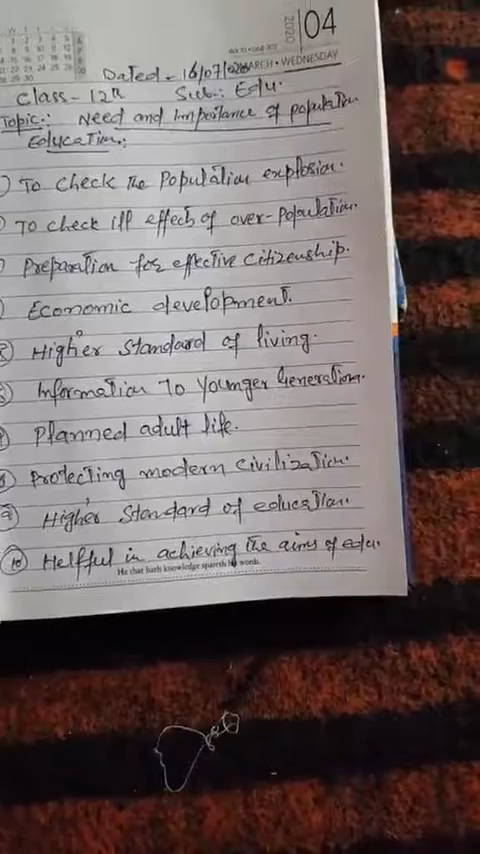 04
2020
MARCH • WEDNESDAY
Dated - 16/07/
Class - 12th Sub:. Edu.
Topic:. Need and Importance of population
Education:.
To check the Population explosion.
To check ill effects of over-population.
Preparation for effective citizenship.
Economic development.
Higher Standard of living.
Information To Younger Generation.
Planned adult life.
Protecting modern civilization.
9) Higher Standard of education.
10 Helfful in achieving the aims of edu.
He that hath knowledge spareth his words.